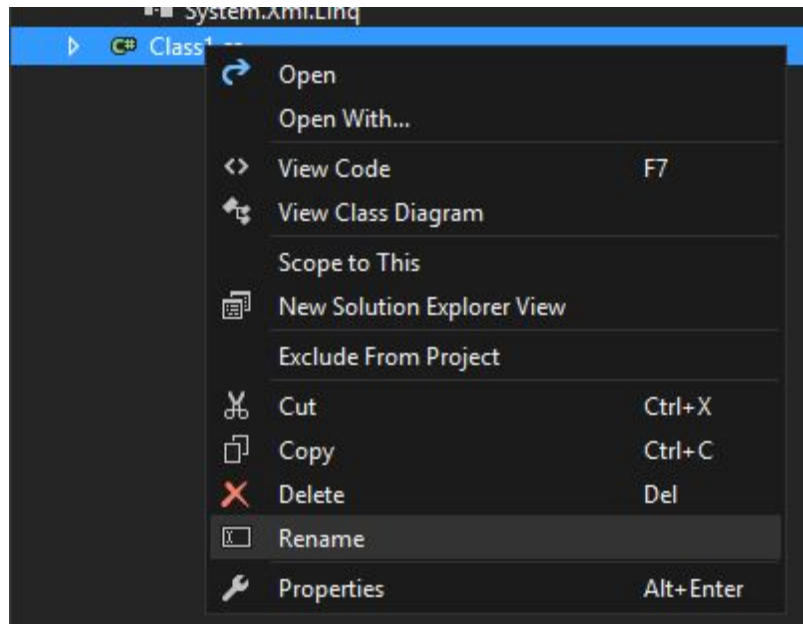 System.Xml.Linq
C# Class1.cs
Open
Open With...
View Code F7
View Class Diagram
Scope to This
New Solution Explorer View
Exclude From Project
Cut Ctrl+X
Copy Ctrl+C
Delete Del
Rename
Properties Alt+Enter